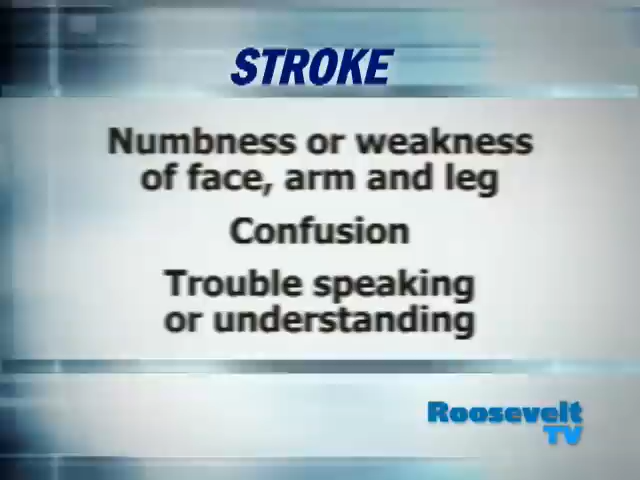 STROKE
Numbness or weakness
of face, arm and leg
Confusion
Trouble speaking
or understanding
Roosevelt
TV